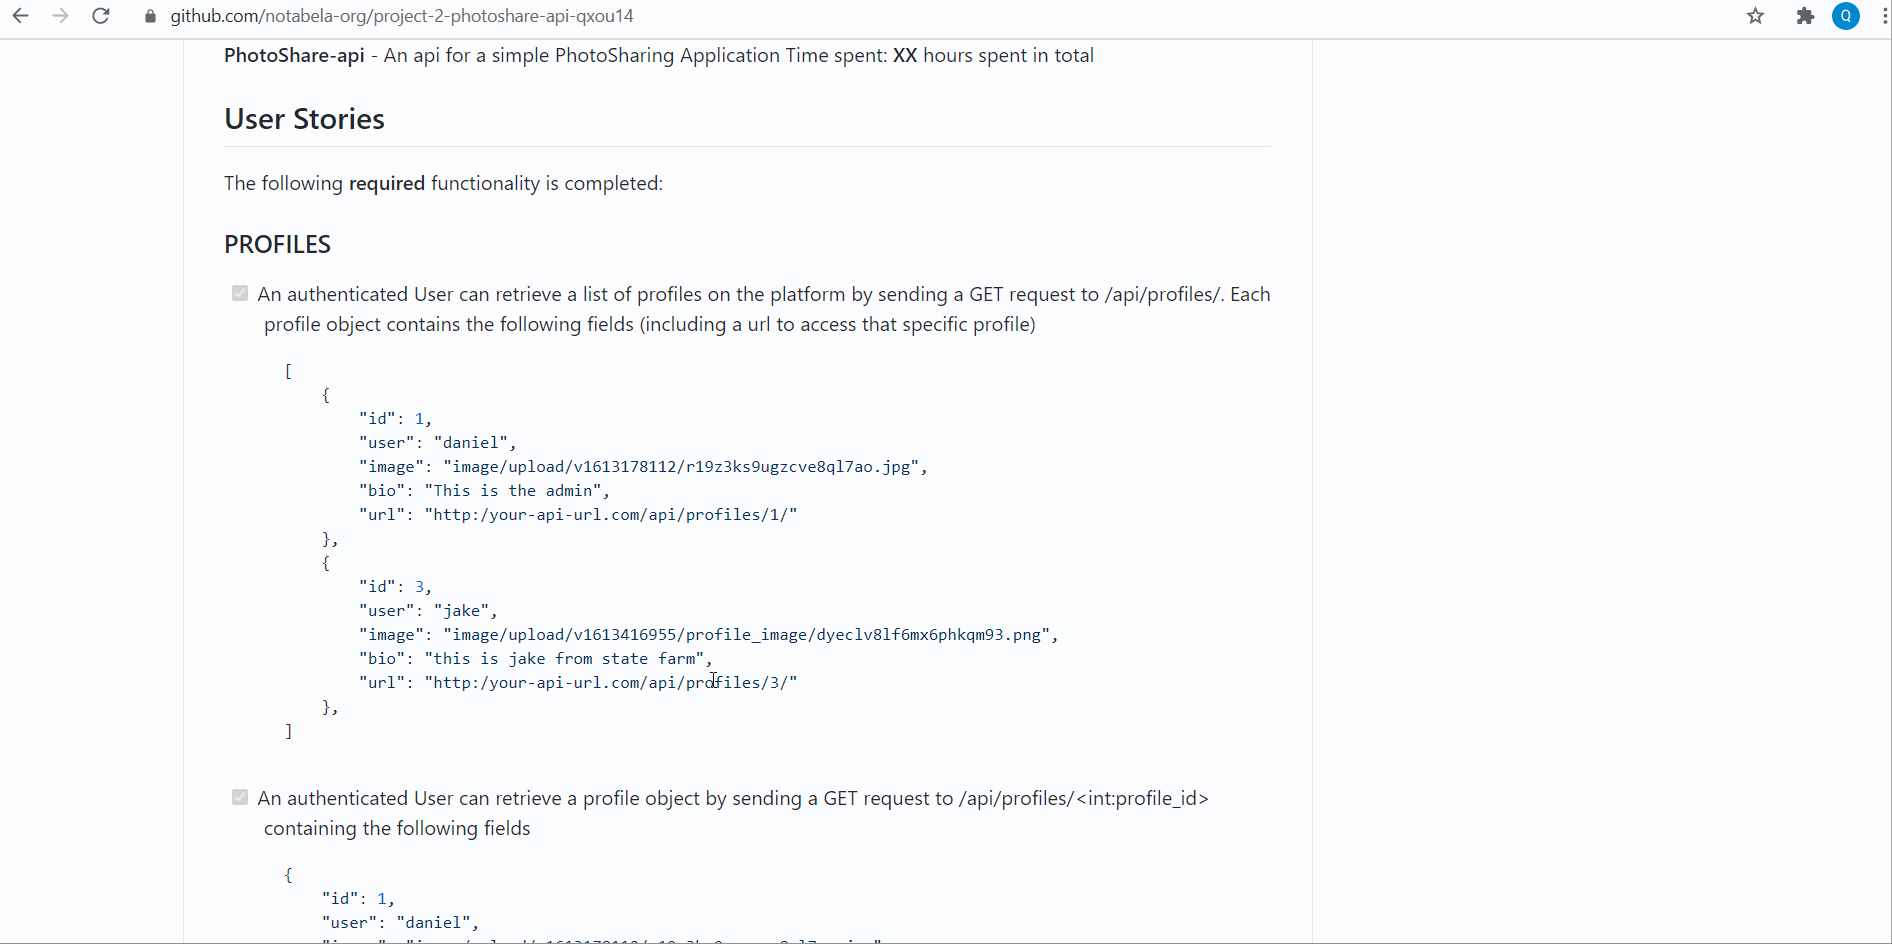 github.com/notabela-org/project-2-photoshare-api-qxou14
Q
PhotoShare-api - An api for a simple PhotoSharing Application Time spent: XX hours spent in total
User Stories
The following required functionality is completed:
PROFILES
An authenticated User can retrieve a list of profiles on the platform by sending a GET request to /api/profiles/. Each
profile object contains the following fields (including a url to access that specific profile)
[
{
"id": 1,
"user": "daniel",
"image": "image/upload/v1613178112/r19z3ks9ugzcve8ql7ao.jpg",
"bio": "This is the admin",
"url": "http:/your-api-url.com/api/profiles/1/"
},
{
"id": 3,
"user": "jake",
"image": "image/upload/v1613416955/profile_image/dyeclv8lf6mx6phkqm93.png",
"bio": "this is jake from state farm",
"url": "http:/your-api-url.com/api/profiles/3/"
},
]
An authenticated User can retrieve a profile object by sending a GET request to /api/profiles/<int:profile_id>
containing the following fields
{
"id": 1,
"user": "daniel",